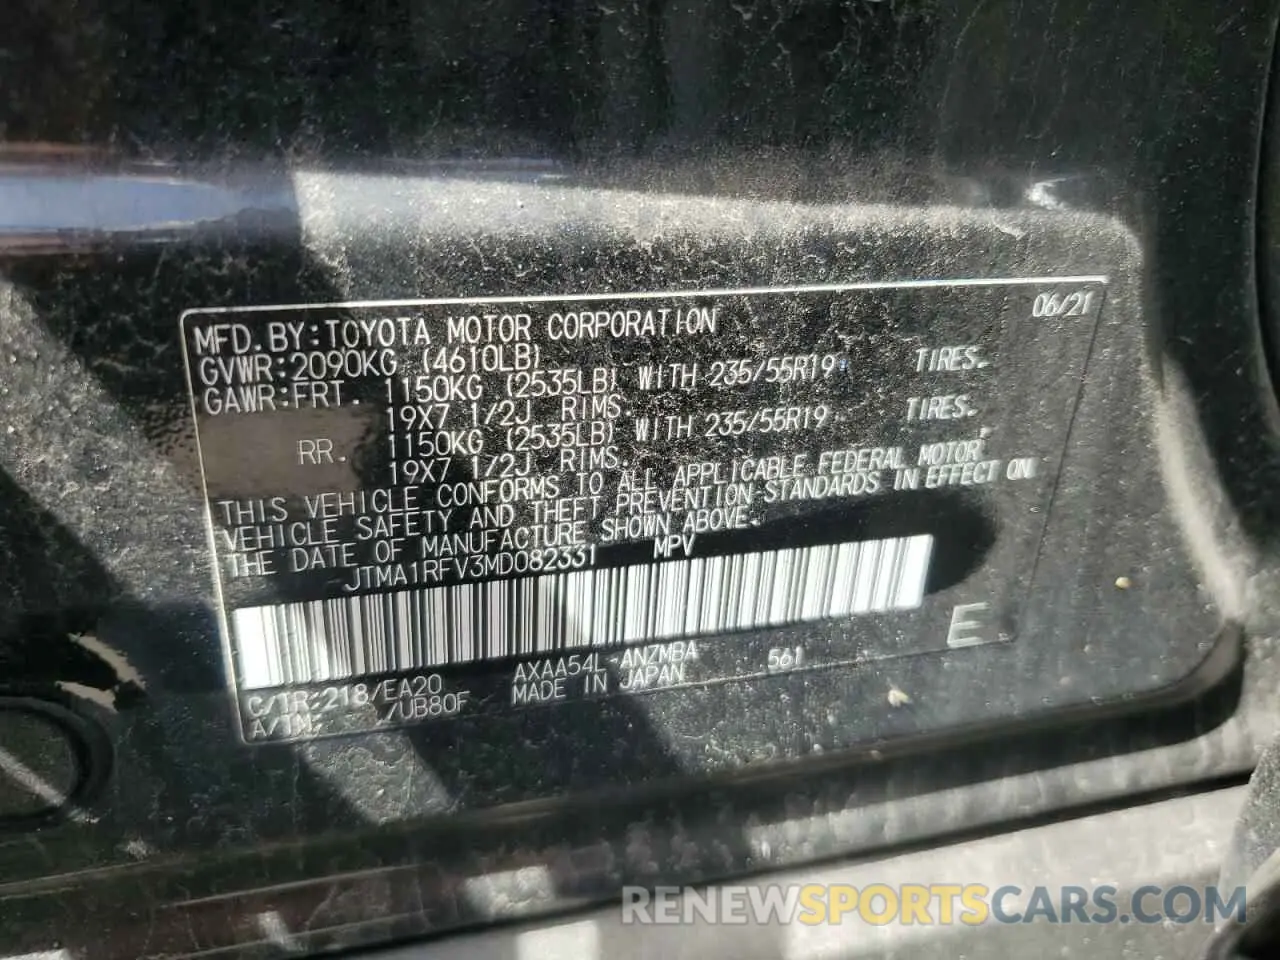 06/21
MFD.BY:TOYOTA MOTOR CORPORATION
GVWR:2090KG (4610LB)
GAWR:FRT. 1150KG (2535LB) WITH 235/55R19 TIRES.
19X7 1/2J RIMS.
RR. 1150KG (2535LB) WITH 235/55R19 TIRES.
19X7 1/2J RIMS.
THIS VEHICLE CONFORMS TO ALL APPLICABLE FEDERAL MOTOR
VEHICLE SAFETY AND THEFT PREVENTION STANDARDS IN EFFECT ON
THE DATE OF MANUFACTURE SHOWN ABOVE.
JTMA1RFV3MD082331 MPV
E
C/TR:218/EA20 AXAA54L-ANZMBA 561
A/TM: /UB80F MADE IN JAPAN
RENEWSPORTSCARS.COM